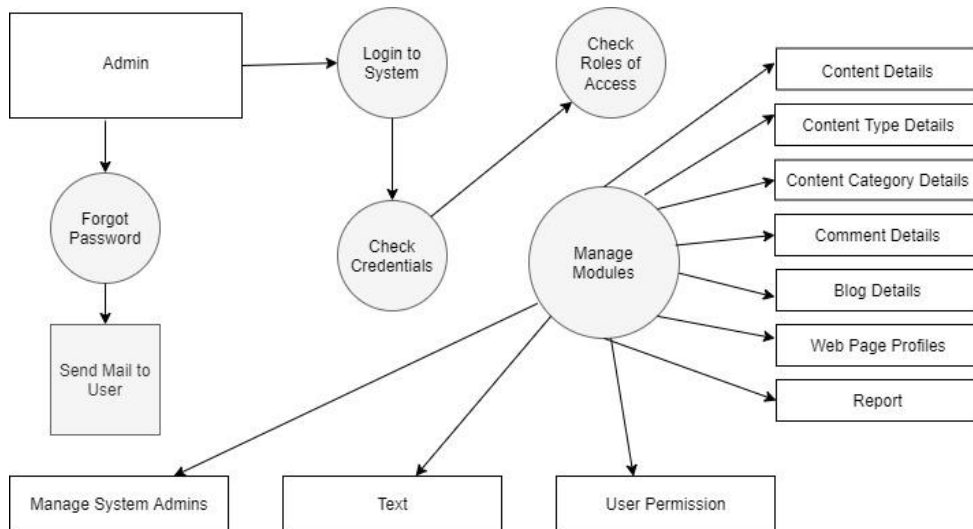 Admin
Login to
System
Check
Roles of
Access
Content Details
Content Type Details
Content Category Details
Comment Details
Blog Details
Web Page Profiles
Report
Forgot
Password
Check
Credentials
Manage
Modules
Send Mail to
User
Manage System Admins
Text
User Permission